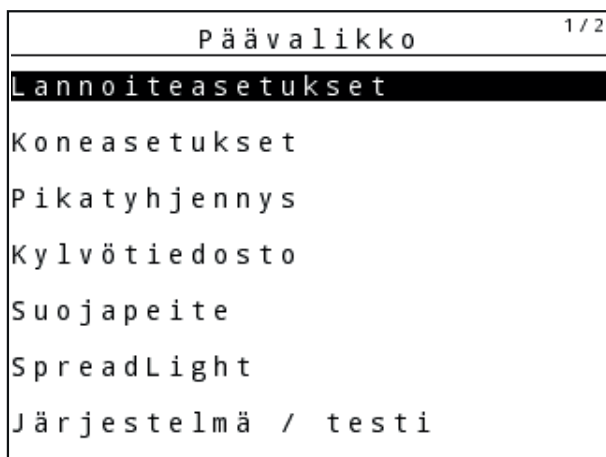 Päävalikko 1/2
Lannoiteasetukset
Koneasetukset
Pikatyhjennys
Kylvötiedosto
Suojapeite
SpreadLight
Järjestelmä / testi